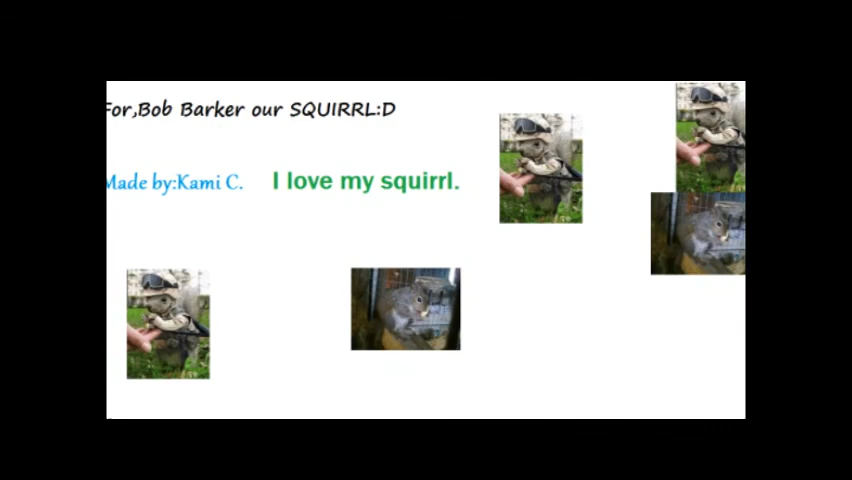 For,Bob Barker our SQUIRRL:D
Made by:Kami C. I love my squirrl.